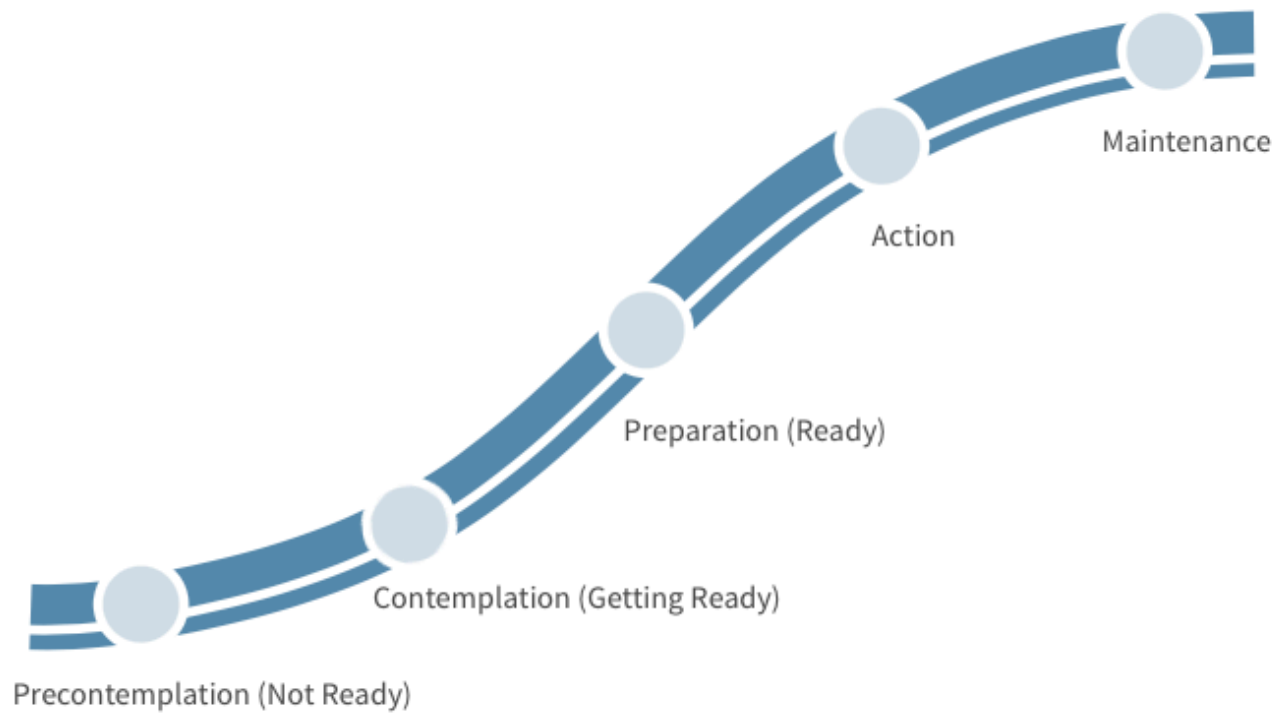 Maintenance
Action
Preparation (Ready)
Contemplation (Getting Ready)
Precontemplation (Not Ready)